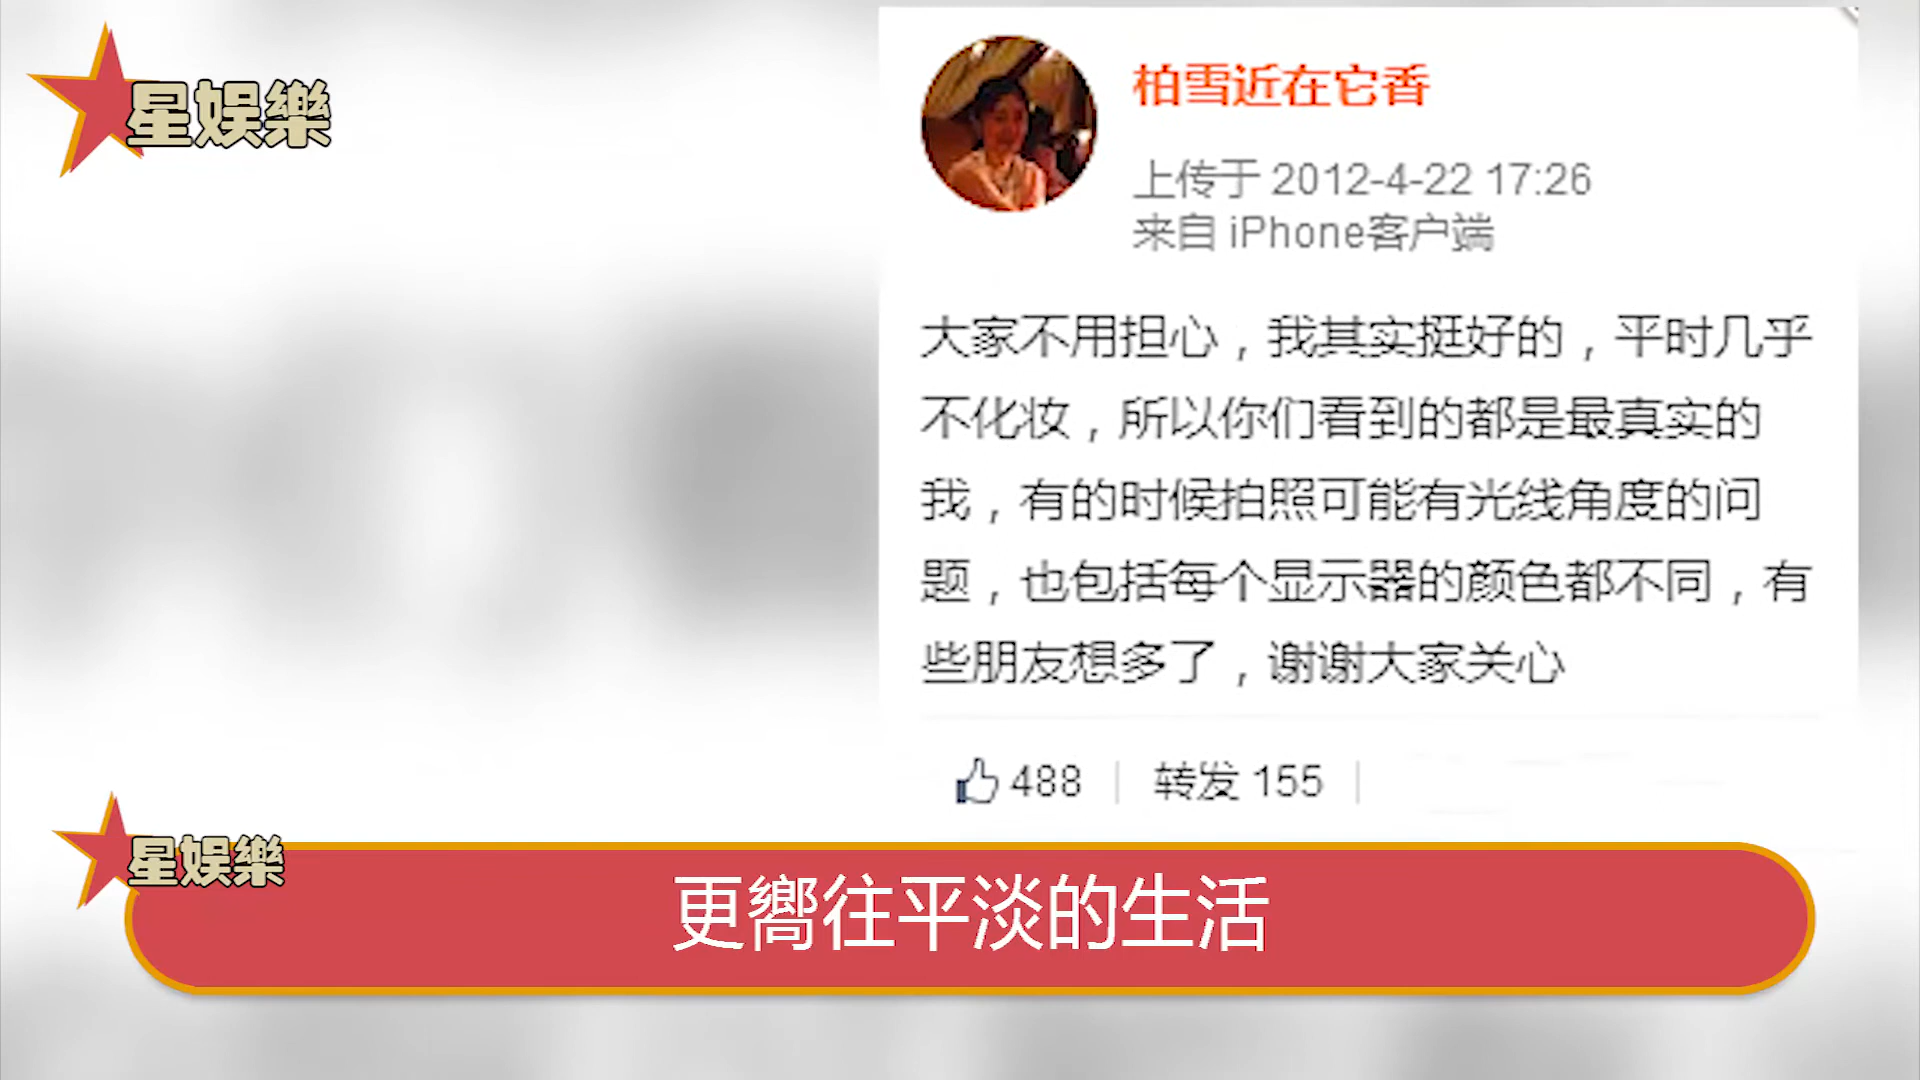 星娱樂
柏雪近在它香
上传于 2012-4-22 17:26
来自 iPhone客户端
大家不用担心，我其实挺好的，平时几乎
不化妆，所以你们看到的都是最真实的
我，有的时候拍照可能有光线角度的问
题，也包括每个显示器的颜色都不同，有
些朋友想多了，谢谢大家关心
488 转发 155
星娱樂
更嚮往平淡的生活